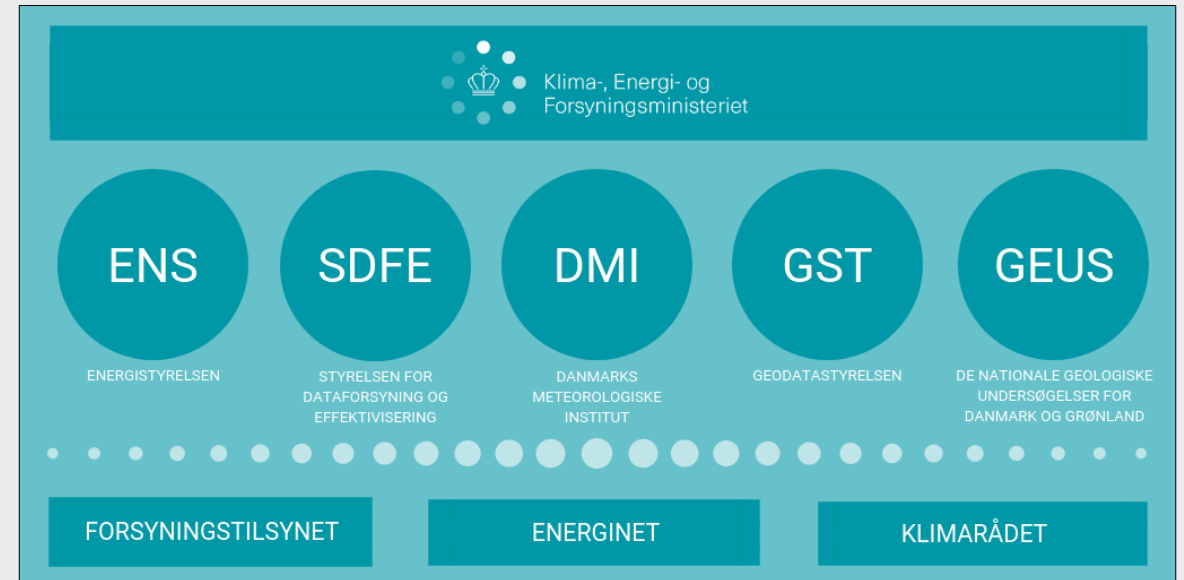 Klima-, Energi- og
Forsyningsministeriet
ENS
SDFE
DMI
GST
GEUS
ENERGISTYRELSEN
STYRELSEN FOR
DATAFORSYNING OG
EFFEKTIVISERING
DANMARKS
METEOROLOGISKE
INSTITUT
GEODATASTYRELSEN
DE NATIONALE GEOLOGISKE
UNDERSØGELSER FOR
DANMARK OG GRØNLAND
FORSYNINGSTILSYNET
ENERGINET
KLIMARÅDET